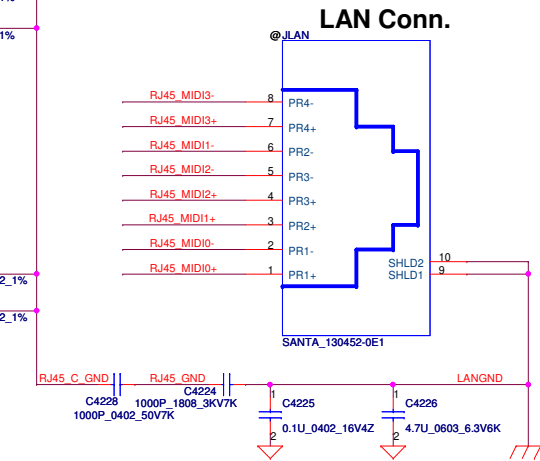 LAN Conn.
1%
@ JLAN
RJ45_MIDI3- 8 PR4-
RJ45_MIDI3+ 7 PR4+
RJ45_MIDI1- 6 PR2-
RJ45_MIDI2- 5 PR3-
RJ45_MIDI2+ 4 PR3+
RJ45_MIDI1+ 3 PR2+
RJ45_MIDI0- 2 PR1-
RJ45_MIDI0+ 1 PR1+
SHLD2 10
SHLD1 9
2_1%
2_1%
SANTA_130452-0E1
RJ45_C_GND RJ45_GND LANGND
C4228
1000P_0402_50V7K
C4224
1000P_1808_3KV7K
1
C4225
0.1U_0402_16V4Z
2
1
C4226
4.7U_0603_6.3V6K
2